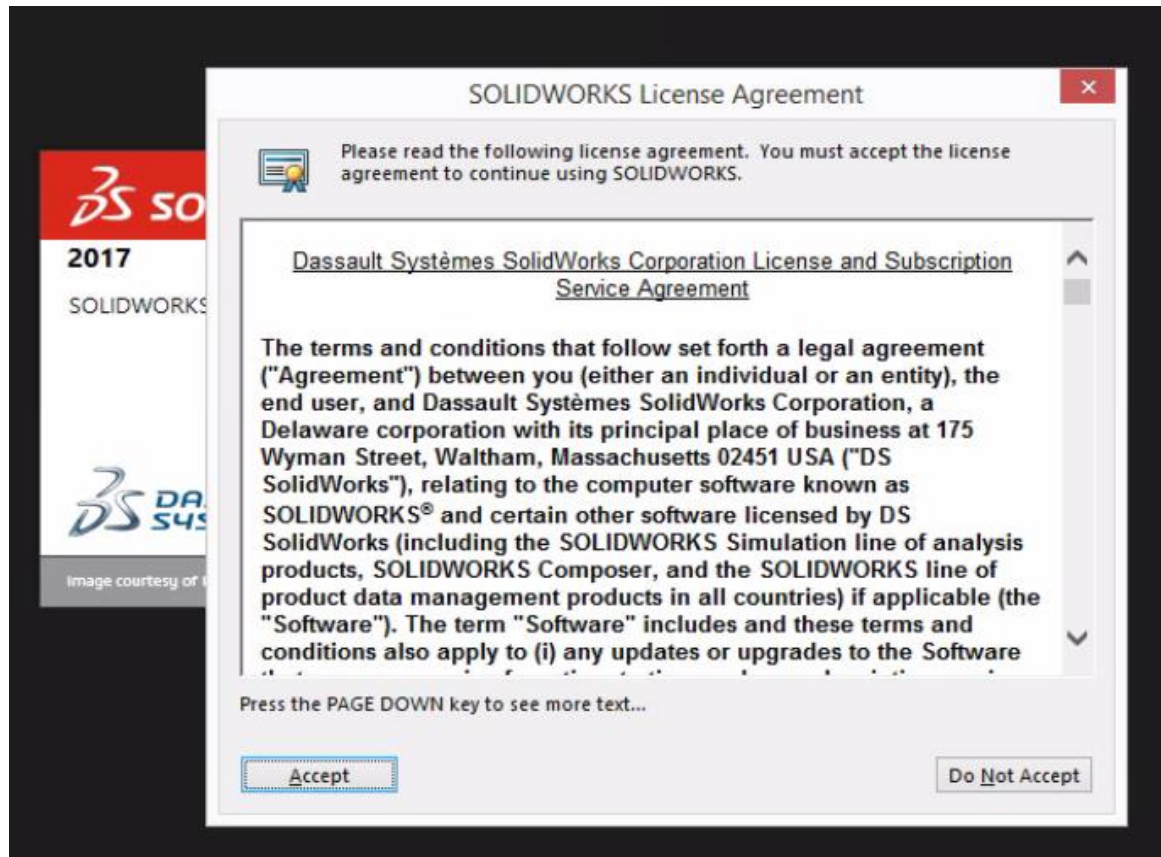 SOLIDWORKS License Agreement
Please read the following license agreement. You must accept the license
agreement to continue using SOLIDWORKS.
DS SO
2017
SOLIDWORKS
DS DA
SYS
Image courtesy of
Dassault Systèmes SolidWorks Corporation License and Subscription
Service Agreement
The terms and conditions that follow set forth a legal agreement
("Agreement") between you (either an individual or an entity), the
end user, and Dassault Systèmes SolidWorks Corporation, a
Delaware corporation with its principal place of business at 175
Wyman Street, Waltham, Massachusetts 02451 USA ("DS
SolidWorks"), relating to the computer software known as
SOLIDWORKS® and certain other software licensed by DS
SolidWorks (including the SOLIDWORKS Simulation line of analysis
products, SOLIDWORKS Composer, and the SOLIDWORKS line of
product data management products in all countries) if applicable (the
"Software"). The term "Software" includes and these terms and
conditions also apply to (i) any updates or upgrades to the Software
Press the PAGE DOWN key to see more text...
Accept
Do Not Accept